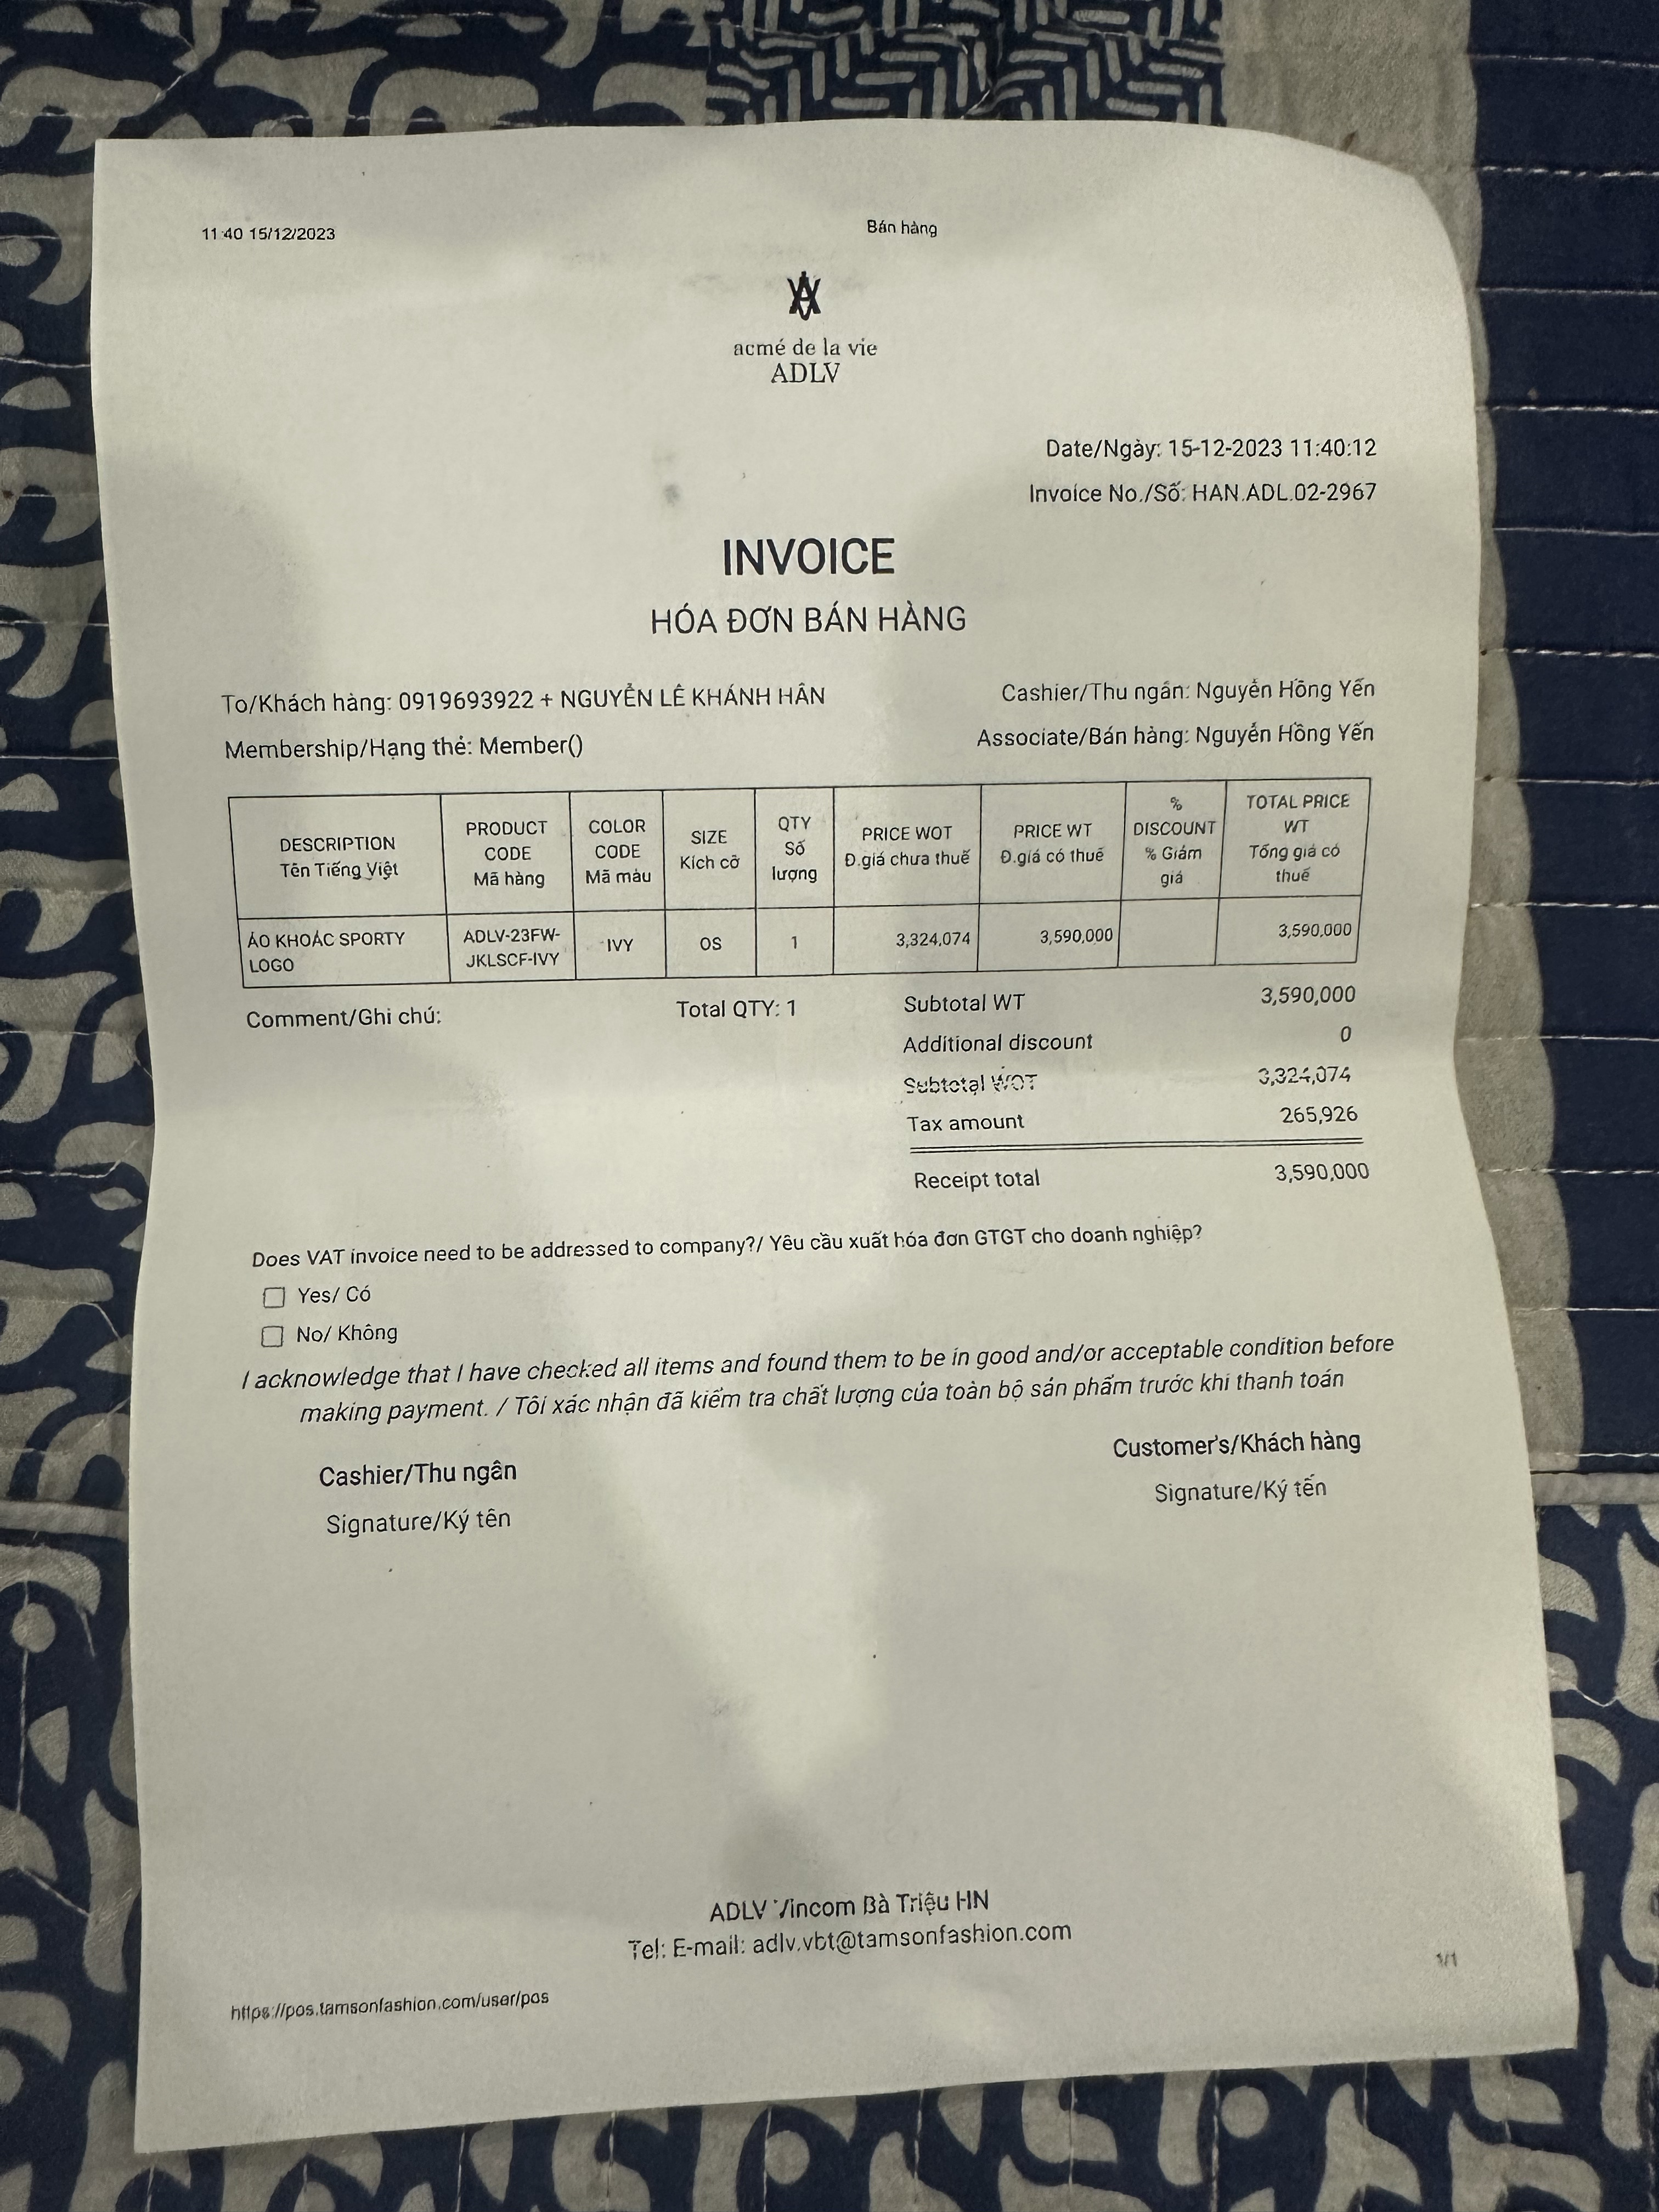 11:40 15/12/2023
Bán hàng
acmé de la vie
ADLV
Date/Ngày: 15-12-2023 11:40:12
Invoice No./Số: HAN.ADL.02-2967
INVOICE
HÓA ĐƠN BÁN HÀNG
To/Khách hàng: 0919693922 + NGUYỄN LÊ KHÁNH HÂN
Cashier/Thu ngân: Nguyễn Hồng Yến
Membership/Hạng thẻ: Member()
Associate/Bán hàng: Nguyễn Hồng Yến
DESCRIPTION Tên Tiếng Việt
PRODUCT CODE Mã hàng
COLOR CODE Mã màu
SIZE Kích cỡ
QTY Số lượng
PRICE WOT Đ.giá chưa thuế
PRICE WT Đ.giá có thuế
% DISCOUNT % Giảm giá
TOTAL PRICE WT Tổng giá có thuế
ÁO KHOÁC SPORTY LOGO
ADLV-23FW-JKLSCF-IVY
IVY
OS
1
3,324,074
3,590,000
3,590,000
Comment/Ghi chú:
Total QTY: 1
Subtotal WT 3,590,000
Additional discount 0
Subtotal WOT 3,324,074
Tax amount 265,926
Receipt total 3,590,000
Does VAT invoice need to be addressed to company?/ Yêu cầu xuất hóa đơn GTGT cho doanh nghiệp?
Yes/ Có
No/ Không
I acknowledge that I have checked all items and found them to be in good and/or acceptable condition before
making payment. / Tôi xác nhận đã kiểm tra chất lượng của toàn bộ sản phẩm trước khi thanh toán
Cashier/Thu ngân
Customer's/Khách hàng
Signature/Ký tên
Signature/Ký tên
ADLV Vincom Bà Triệu HN
Tel: E-mail: adlv.vbt@tamsonfashion.com
1/1
https://pos.tamsonfashion.com/user/pos